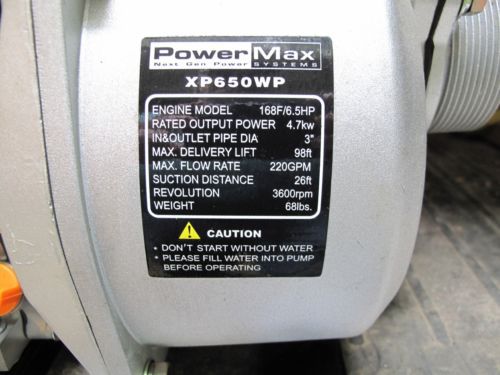 PowerMax
Next Gen Power SYSTEMS
XP650WP
ENGINE MODEL 168F/6.5HP
RATED OUTPUT POWER 4.7kw
IN&OUTLET PIPE DIA 3"
MAX. DELIVERY LIFT 98ft
MAX. FLOW RATE 220GPM
SUCTION DISTANCE 26ft
REVOLUTION 3600rpm
WEIGHT 68lbs.
CAUTION
• DON'T START WITHOUT WATER
• PLEASE FILL WATER INTO PUMP
BEFORE OPERATING